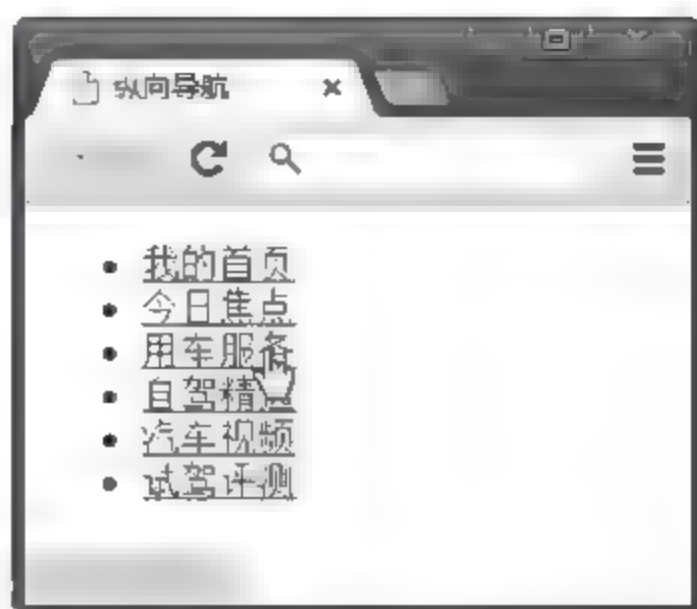 纵向导航
我的首页
今日焦点
用车服务
自驾精
汽车视频
试驾评测